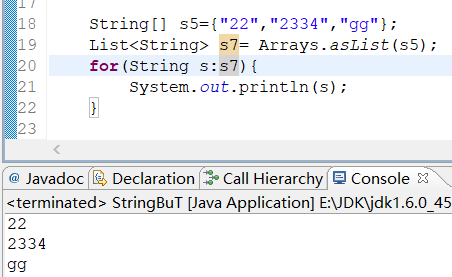 17
18 String[] s5={"22","2334","gg"};
19 List<String> s7= Arrays.asList(s5);
20 for(String s:s7){
21 System.out.println(s);
22 }
23
@ Javadoc Declaration Call Hierarchy Console
<terminated> StringBuT [Java Application] E:\JDK\jdk1.6.0_45
22
2334
gg